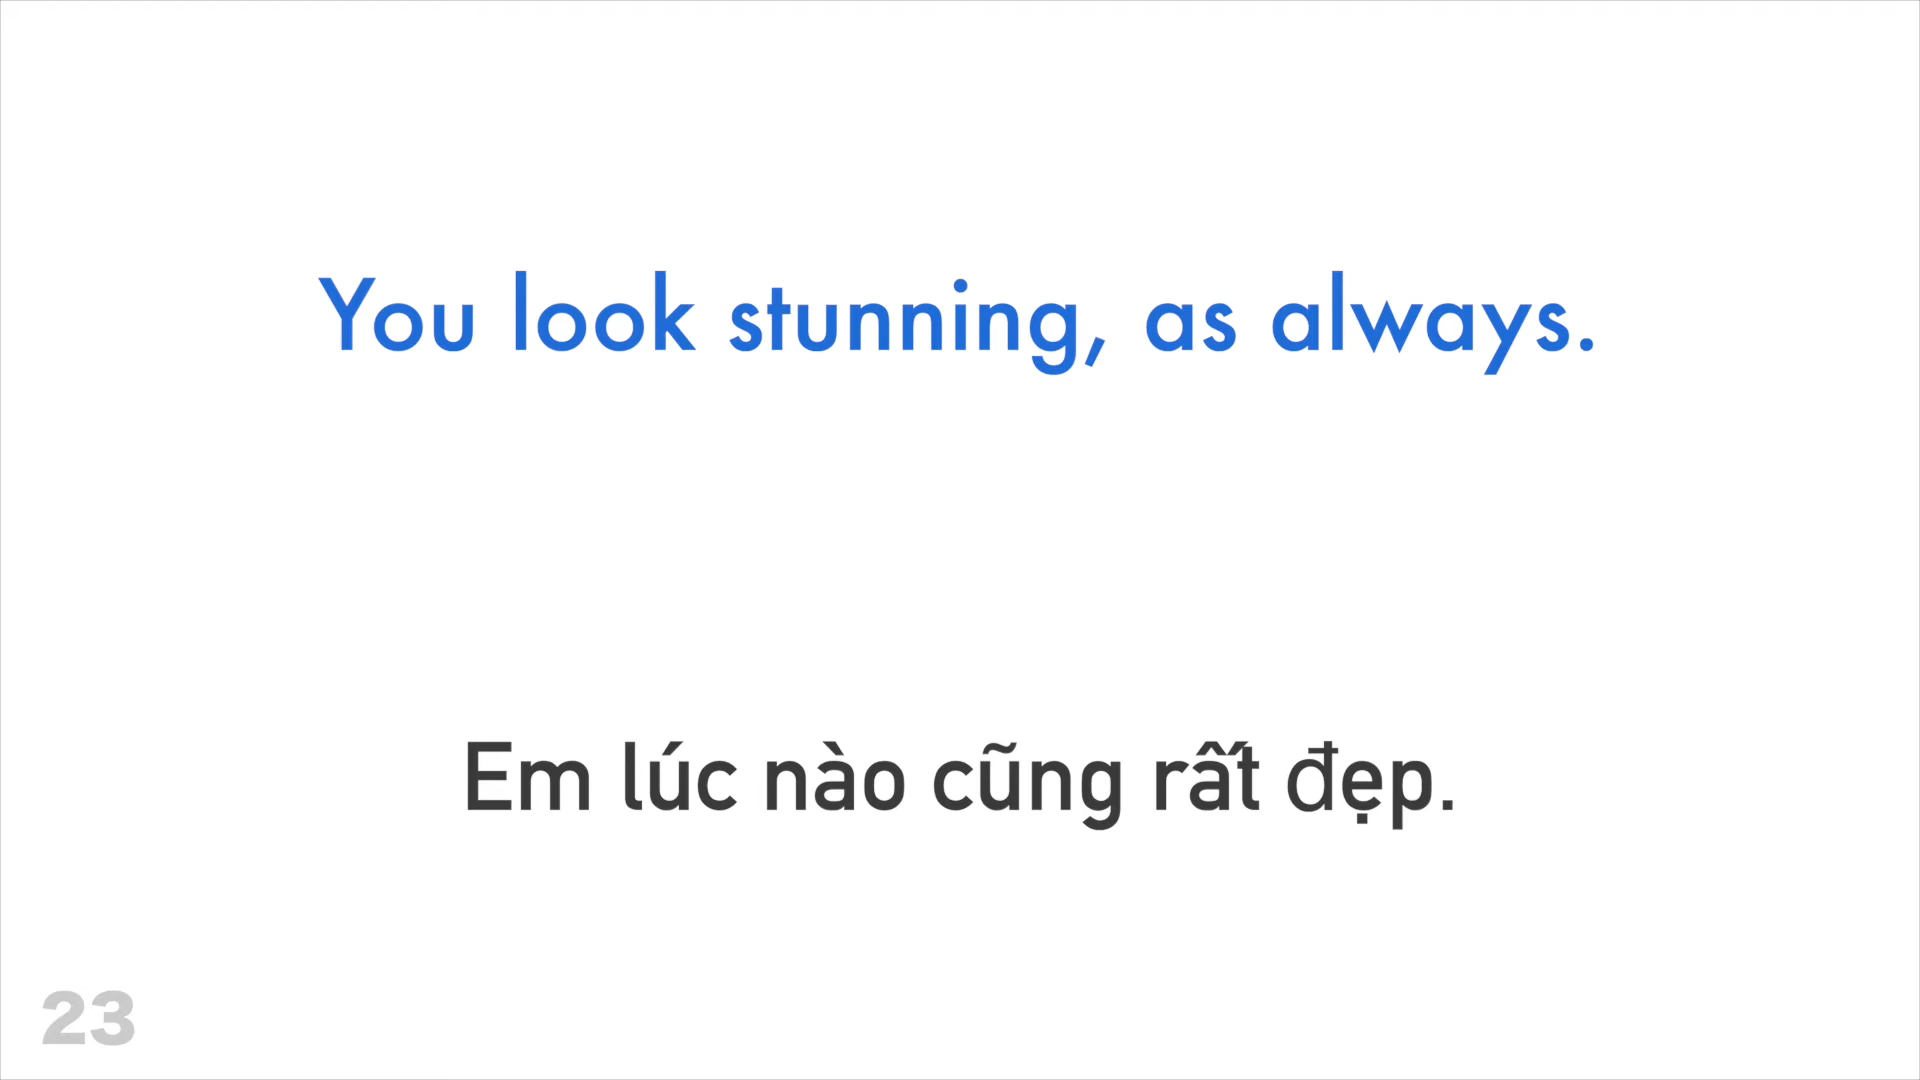 You look stunning, as always.
Em lúc nào cũng rất đẹp.
23